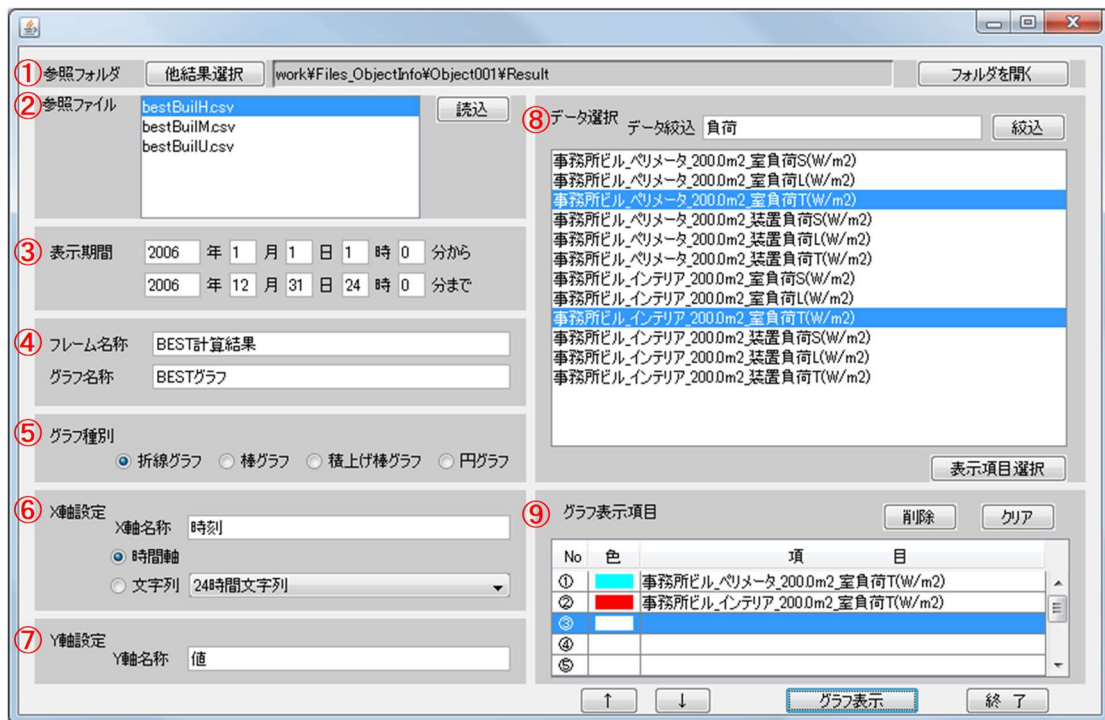 ① 参照フォルダ 他結果選択 work¥Files_ObjectInfo¥Object001¥Result フォルダを開く
② 参照ファイル 読込
bestBuilH.csv
bestBuilM.csv
bestBuilU.csv
③ 表示期間 2006 年 1 月 1 日 1 時 0 分から
2006 年 12 月 31 日 24 時 0 分まで
④ フレーム名称 BEST計算結果
グラフ名称 BESTグラフ
⑤ グラフ種別
折線グラフ 棒グラフ 積上げ棒グラフ 円グラフ
⑥ X軸設定
X軸名称 時刻
時間軸
文字列 24時間文字列
⑦ Y軸設定
Y軸名称 値
⑧ データ選択 データ絞込 負荷 絞込
事務所ビル_ペリメータ_200.0m2_室負荷S(W/m2)
事務所ビル_ペリメータ_200.0m2_室負荷L(W/m2)
事務所ビル_ペリメータ_200.0m2_室負荷T(W/m2)
事務所ビル_ペリメータ_200.0m2_装置負荷S(W/m2)
事務所ビル_ペリメータ_200.0m2_装置負荷L(W/m2)
事務所ビル_ペリメータ_200.0m2_装置負荷T(W/m2)
事務所ビル_インテリア_200.0m2_室負荷S(W/m2)
事務所ビル_インテリア_200.0m2_室負荷L(W/m2)
事務所ビル_インテリア_200.0m2_室負荷T(W/m2)
事務所ビル_インテリア_200.0m2_装置負荷S(W/m2)
事務所ビル_インテリア_200.0m2_装置負荷L(W/m2)
事務所ビル_インテリア_200.0m2_装置負荷T(W/m2)
表示項目選択
⑨ グラフ表示項目 削除 クリア
No 色 項 目
① 事務所ビル_ペリメータ_200.0m2_室負荷T(W/m2)
② 事務所ビル_インテリア_200.0m2_室負荷T(W/m2)
③
④
⑤
↑ ↓ グラフ表示 終 了